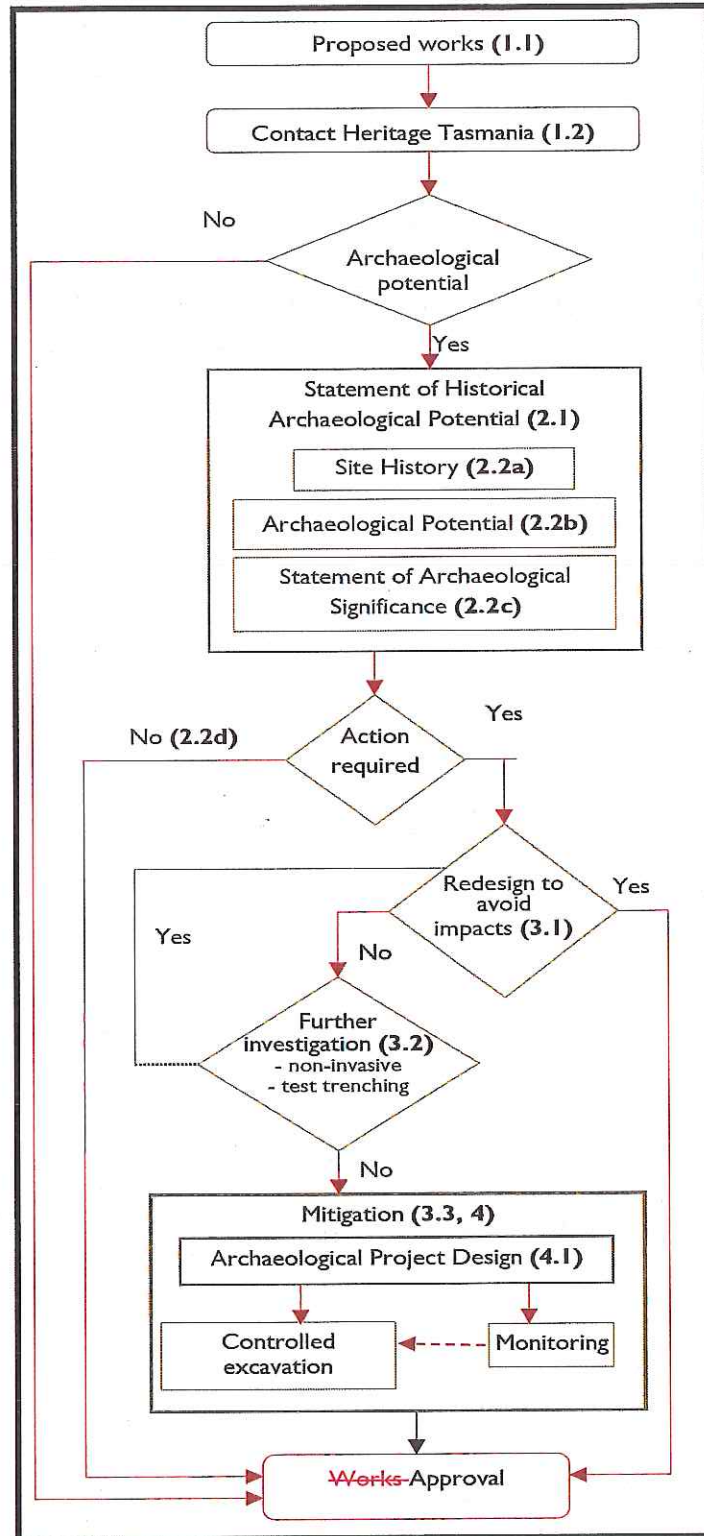 Proposed works (1.1)
Contact Heritage Tasmania (1.2)
No
Archaeological
potential
Yes
Statement of Historical
Archaeological Potential (2.1)
Site History (2.2a)
Archaeological Potential (2.2b)
Statement of Archaeological
Significance (2.2c)
No (2.2d)
Action
required
Yes
Redesign to
avoid
impacts (3.1)
Yes
Yes
No
Further
investigation (3.2)
- non-invasive
- test trenching
No
Mitigation (3.3, 4)
Archaeological Project Design (4.1)
Controlled
excavation
Monitoring
Works Approval